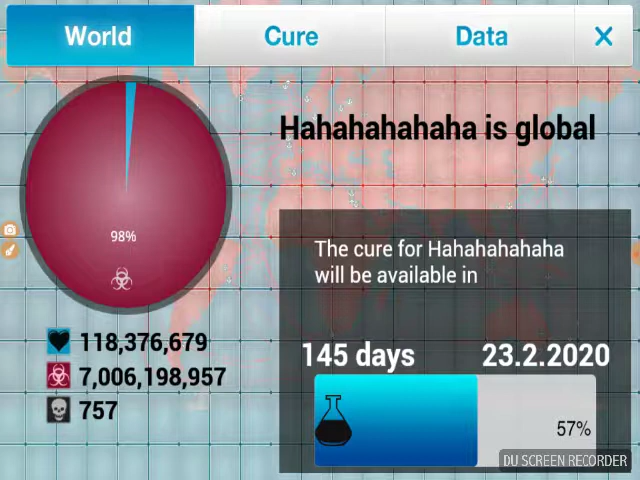 World
Cure
Data
X
Hahahahahaha is global
98%
The cure for Hahahahahaha
will be available in
145 days
23.2.2020
57%
118,376,679
7,006,198,957
757
DU SCREEN RECORDER